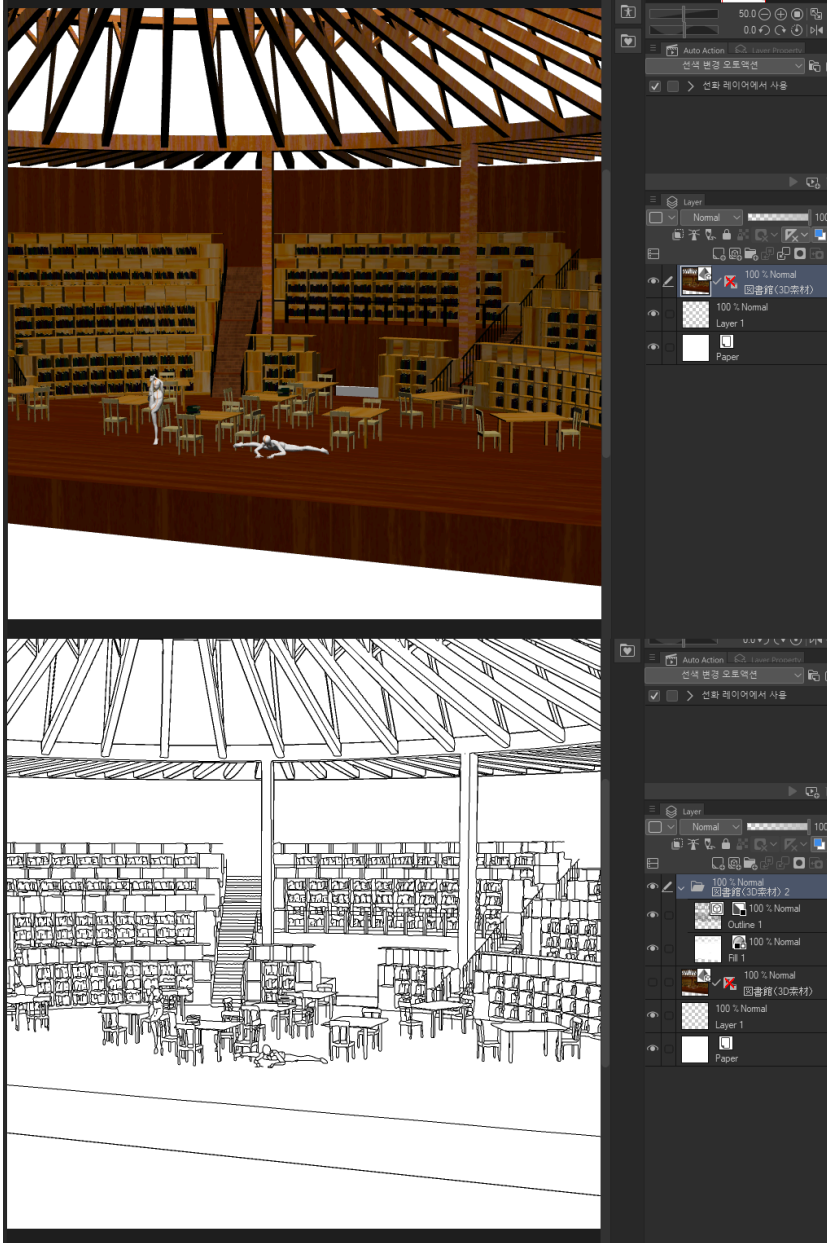 50.0
0.0
Auto Action
Layer Property
선색 변경 오토액션
선화 레이어에서 사용
Layer
Normal
100
100 % Normal
図書館〈3D素材〉
100 % Normal
Layer 1
Paper
Auto Action
Layer Property
선색 변경 오토액션
선화 레이어에서 사용
Layer
Normal
100
100 % Normal
図書館〈3D素材〉 2
100 % Normal
Outline 1
100 % Normal
Fill 1
100 % Normal
図書館〈3D素材〉
100 % Normal
Layer 1
Paper